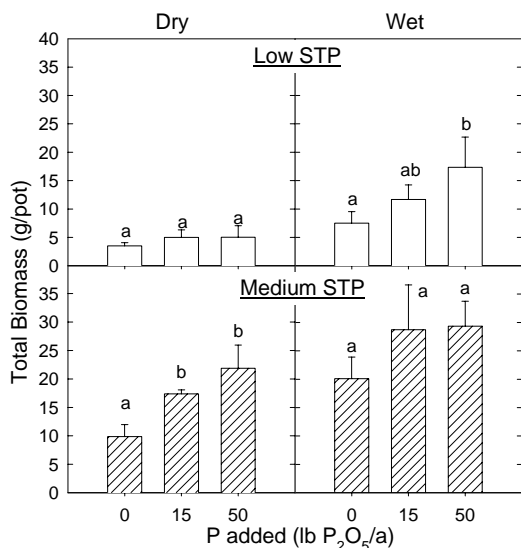 Dry Wet
Low STP
Total Biomass (g/pot)
40
35
30
25
20
15
10
5
0
a a a
a ab b
Medium STP
35
30
25
20
15
10
5
0
a b b
a a a
0 15 50 0 15 50
P added (lb P₂O₅/a)